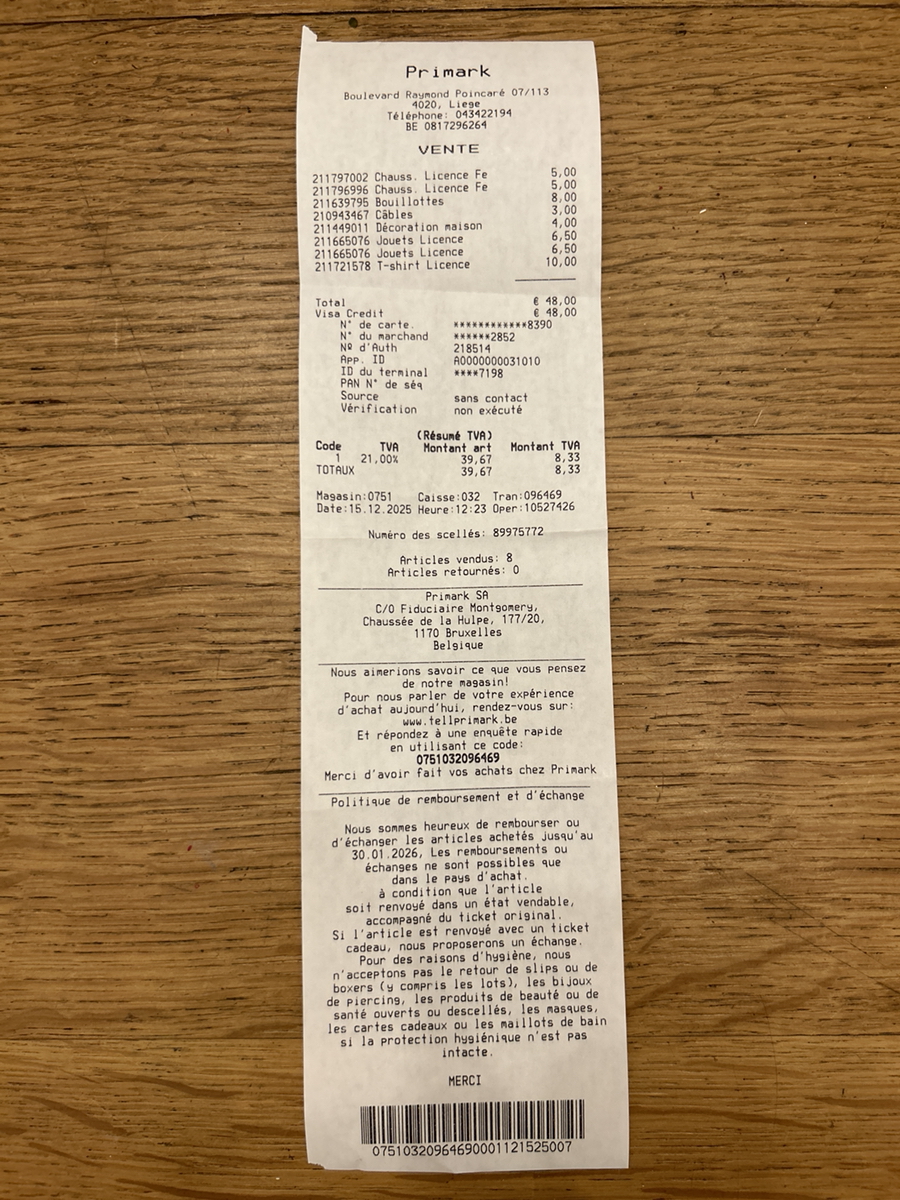 Primark
Boulevard Raymond Poincaré 07/113
4020, Liege
Téléphone: 043422194
BE 0817296264
VENTE
211797002 Chauss. Licence Fe 5,00
211796996 Chauss. Licence Fe 5,00
211639795 Bouillottes 8,00
210943467 Câbles 3,00
211449011 Décoration maison 4,00
211665076 Jouets Licence 6,50
211665076 Jouets Licence 6,50
211721578 T-shirt Licence 10,00
Total € 48,00
Visa Credit € 48,00
N° de carte. ************8390
N° du marchand ******2852
Nº d'Auth 218514
App. ID A0000000031010
ID du terminal ****7198
PAN N° de séq
Source sans contact
Vérification non exécuté
(Résumé TVA)
Code TVA Montant art Montant TVA
1 21,00% 39,67 8,33
TOTAUX 39,67 8,33
Magasin:0751 Caisse:032 Tran:096469
Date:15.12.2025 Heure:12:23 Oper:10527426
Numéro des scellés: 89975772
Articles vendus: 8
Articles retournés: 0
Primark SA
C/O Fiduciaire Montgomery,
Chaussée de la Hulpe, 177/20,
1170 Bruxelles
Belgique
Nous aimerions savoir ce que vous pensez
de notre magasin!
Pour nous parler de votre expérience
d'achat aujourd'hui, rendez-vous sur:
www.tellprimark.be
Et répondez à une enquête rapide
en utilisant ce code:
0751032096469
Merci d'avoir fait vos achats chez Primark
Politique de remboursement et d'échange
Nous sommes heureux de rembourser ou
d'échanger les articles achetés jusqu'au
30.01.2026, Les remboursements ou
échanges ne sont possibles que
dans le pays d'achat.
à condition que l'article
soit renvoyé dans un état vendable,
accompagné du ticket original.
Si l'article est renvoyé avec un ticket
cadeau, nous proposerons un échange.
Pour des raisons d'hygiène, nous
n'acceptons pas le retour de slips ou de
boxers (y compris les lots), les bijoux
de piercing, les produits de beauté ou de
santé ouverts ou descellés, les masques,
les cartes cadeaux ou les maillots de bain
si la protection hygiénique n'est pas
intacte.
MERCI
07510320964690001121525007